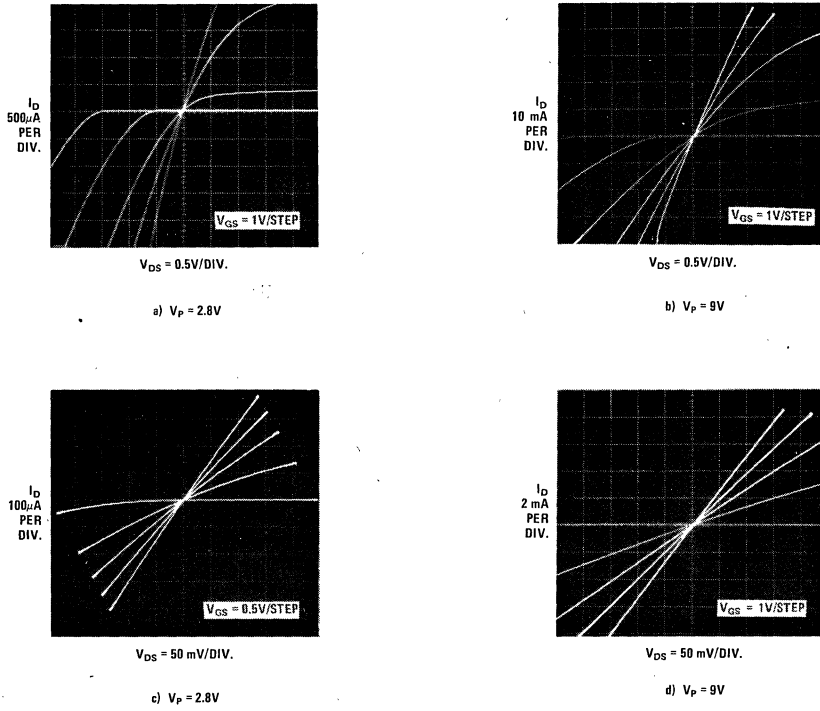 I_D
500μA
PER
DIV.
V_GS = 1V/STEP
V_DS = 0.5V/DIV.
a) V_P = 2.8V
I_D
10 mA
PER
DIV.
V_GS = 1V/STEP
V_DS = 0.5V/DIV.
b) V_P = 9V
I_D
100μA
PER
DIV.
V_GS = 0.5V/STEP
V_DS = 50 mV/DIV.
c) V_P = 2.8V
I_D
2 mA
PER
DIV.
V_GS = 1V/STEP
V_DS = 50 mV/DIV.
d) V_P = 9V